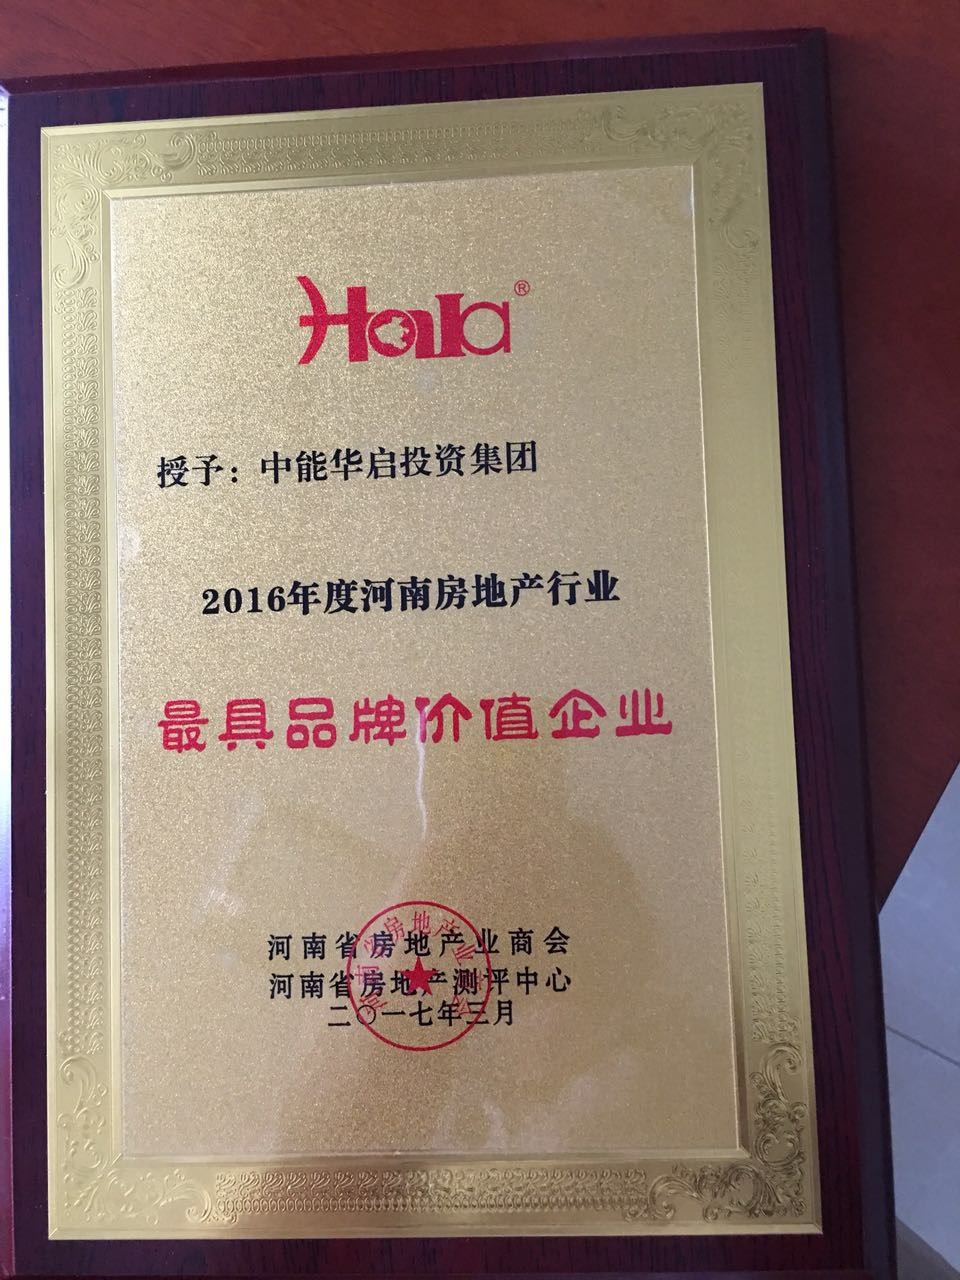 ®
授予：中能华启投资集团
2016年度河南房地产行业
最具品牌价值企业
河南省房地产业商会
河南省房地产测评中心
二〇一七年三月